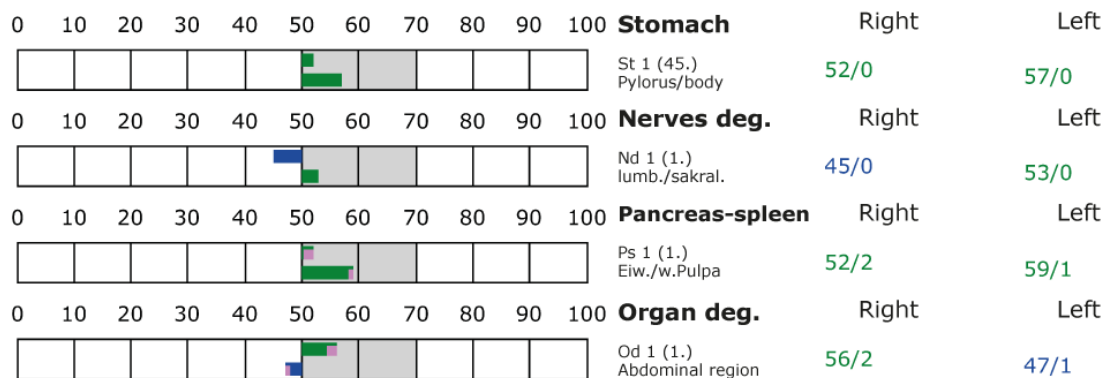 0 10 20 30 40 50 60 70 80 90 100 Stomach Right Left
St 1 (45.)
Pylorus/body 52/0 57/0
0 10 20 30 40 50 60 70 80 90 100 Nerves deg. Right Left
Nd 1 (1.)
lumb./sakral. 45/0 53/0
0 10 20 30 40 50 60 70 80 90 100 Pancreas-spleen Right Left
Ps 1 (1.)
Eiw./w.Pulpa 52/2 59/1
0 10 20 30 40 50 60 70 80 90 100 Organ deg. Right Left
Od 1 (1.)
Abdominal region 56/2 47/1